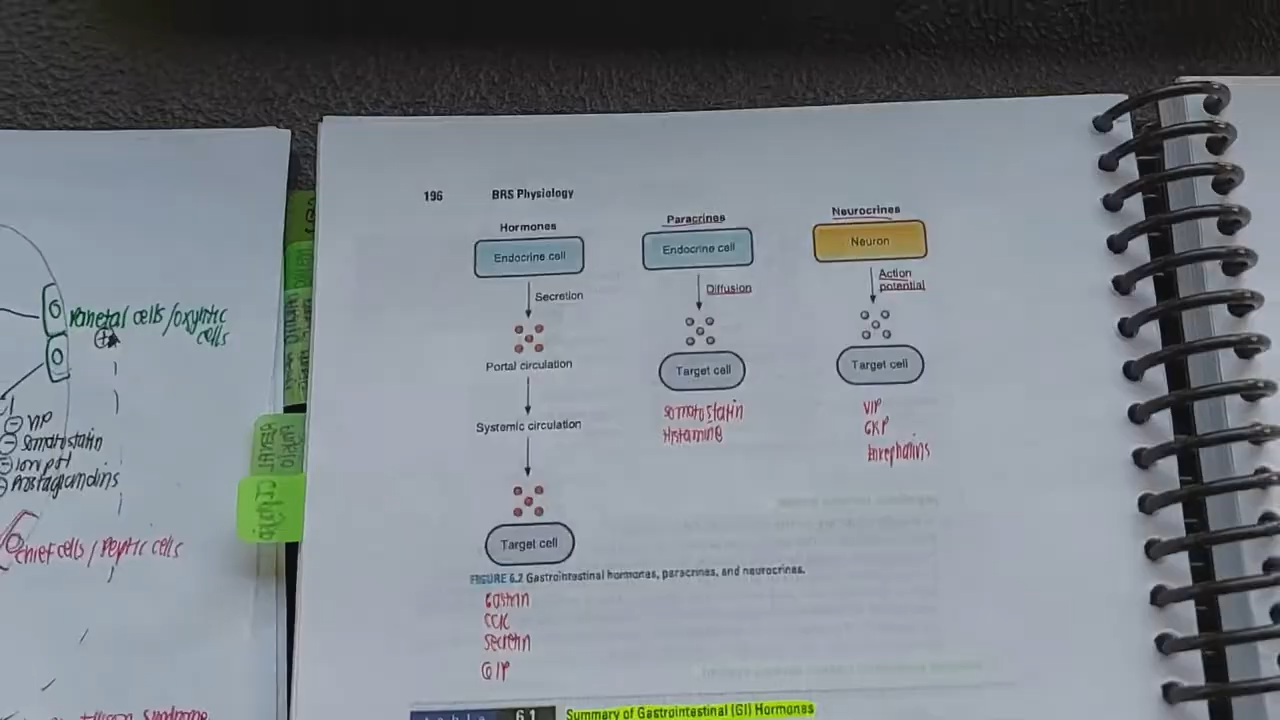 Parietal cells/oxyntic
cells
VIP
Somatostatin
low pH
Prostaglandins
chief cells/Peptic cells
196 BRS Physiology
Hormones
Endocrine cell
Secretion
Portal circulation
Systemic circulation
Target cell
Paracrines
Endocrine cell
Diffusion
Target cell
Somatostatin
Histamine
Neurocrines
Neuron
Action
potential
Target cell
VIP
GRP
Enkephalins
FIGURE 6.2 Gastrointestinal hormones, paracrines, and neurocrines.
Gastrin
CCK
Secretin
GIP
6.1 Summary of Gastrointestinal (GI) Hormones